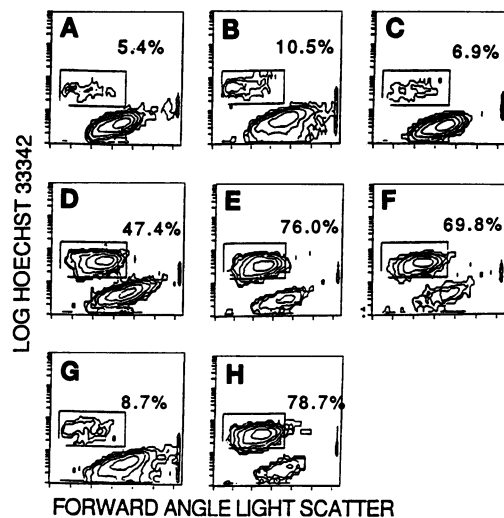 A 5.4%
B 10.5%
C 6.9%
D 47.4%
E 76.0%
F 69.8%
G 8.7%
H 78.7%
LOG HOECHST 33342
FORWARD ANGLE LIGHT SCATTER